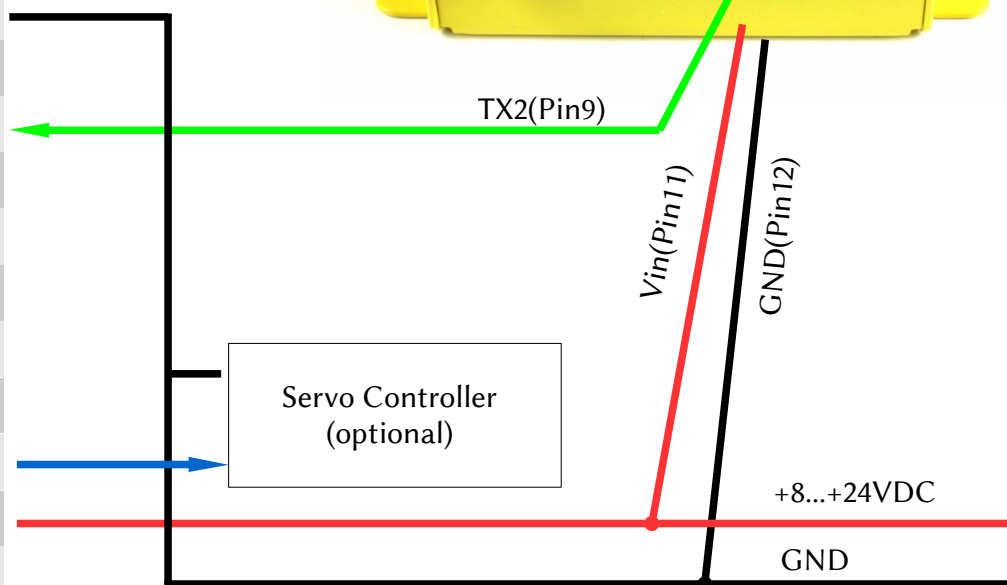 TX2(Pin9)
Vin(Pin11)
GND(Pin12)
Servo Controller
(optional)
+8...+24VDC
GND